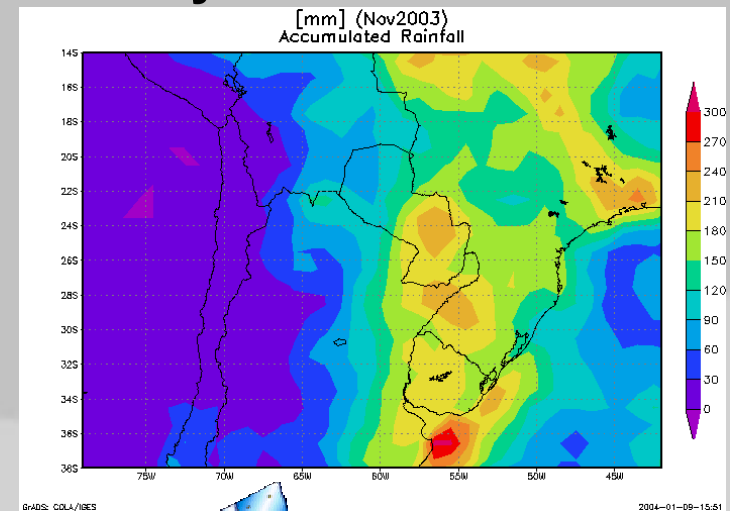 [mm] (Nov2003)
Accumulated Rainfall
14S
16S
18S
20S
22S
24S
26S
28S
30S
32S
34S
36S
38S
75W
70W
65W
60W
55W
50W
45W
300
270
240
210
180
150
120
90
60
30
0
GrADS: COLA/IGES
2004-01-09-15:51